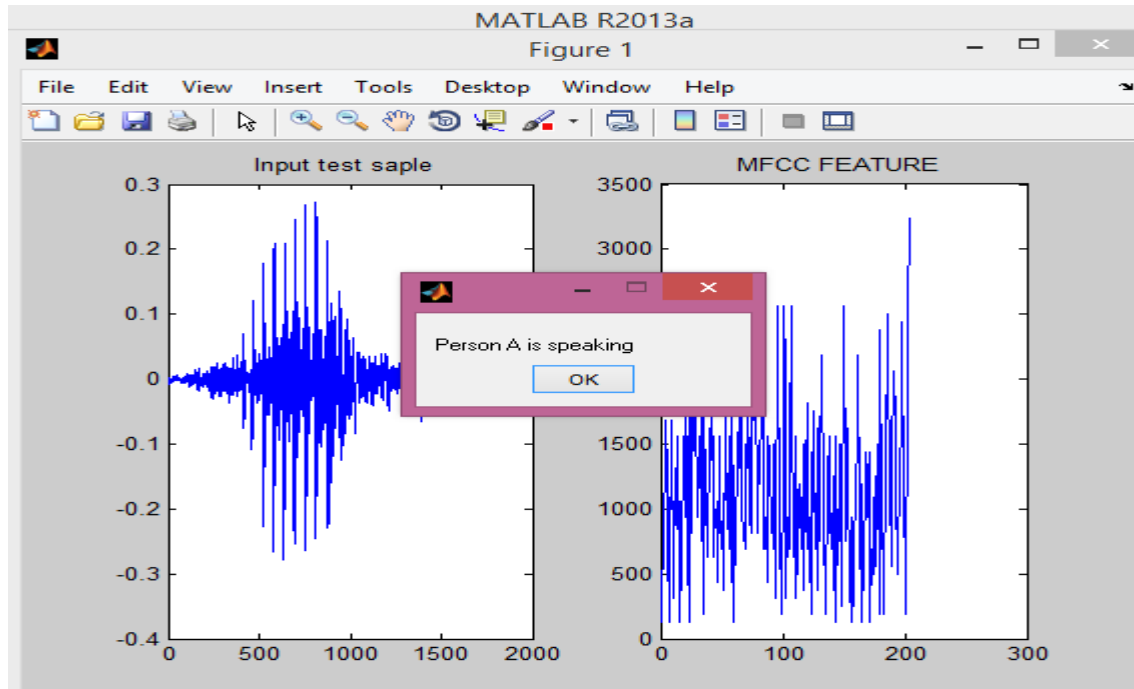 MATLAB R2013a
Figure 1
File Edit View Insert Tools Desktop Window Help
Input test saple
0.3
0.2
0.1
0
-0.1
-0.2
-0.3
-0.4
0 500 1000 1500 2000
MFCC FEATURE
3500
3000
1500
1000
500
0
0 100 200 300
Person A is speaking
OK